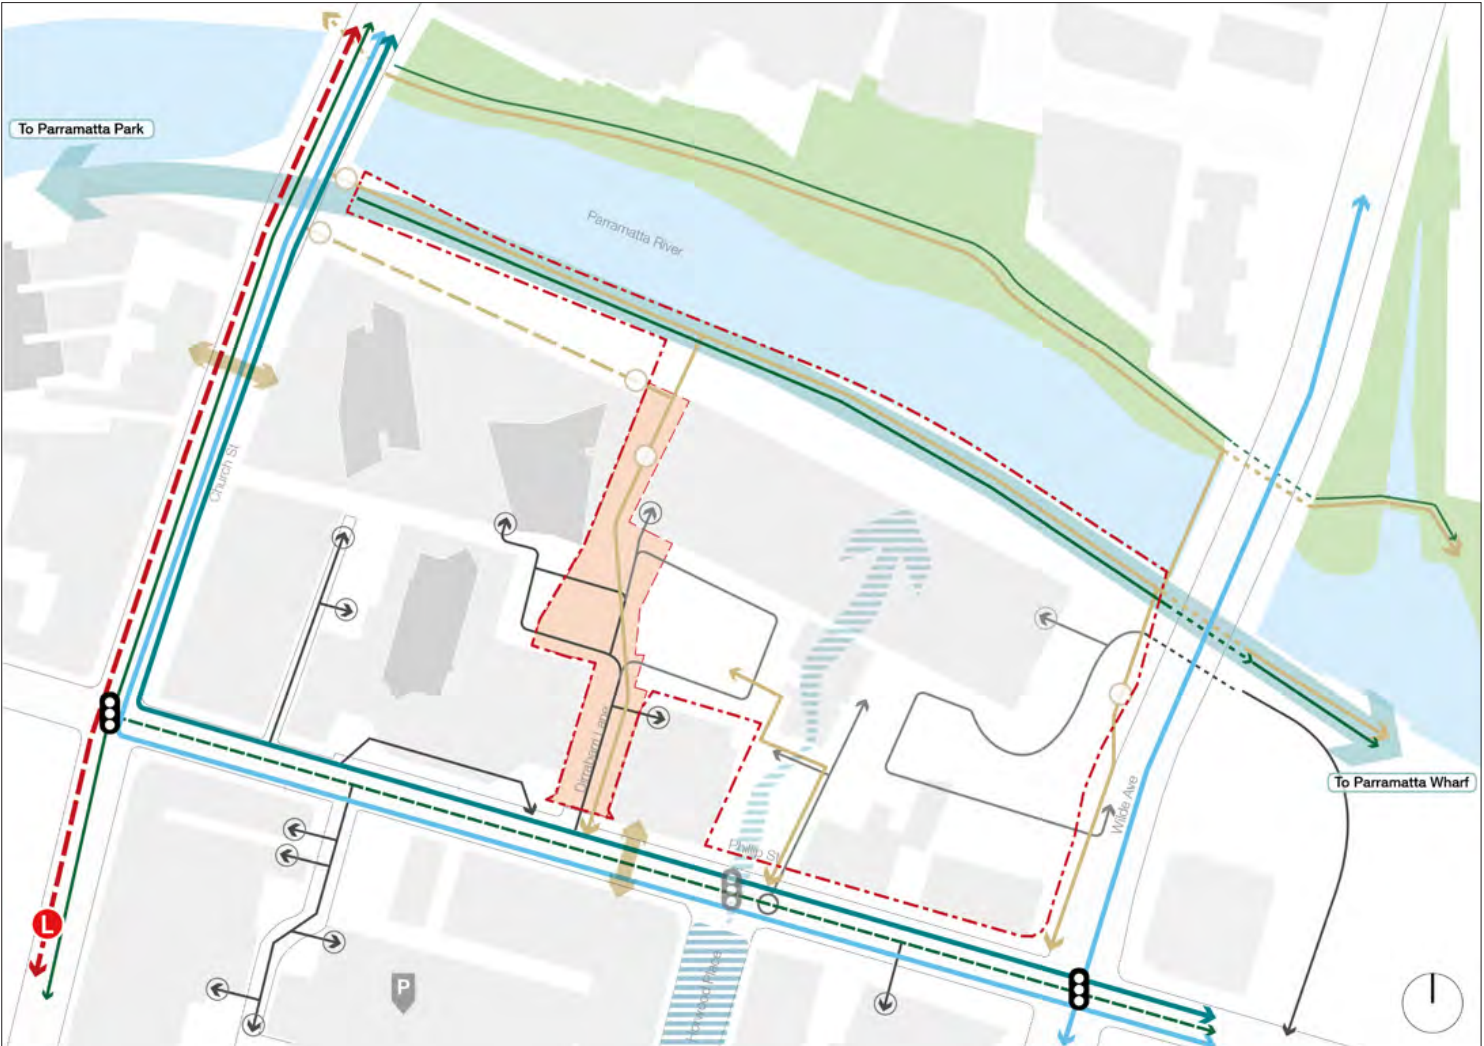 To Parramatta Park
Parramatta River
Church St
Dirrabarri Lane
To Parramatta Wharf
Wilde Ave
Phillip St
L
P
Horwood Place